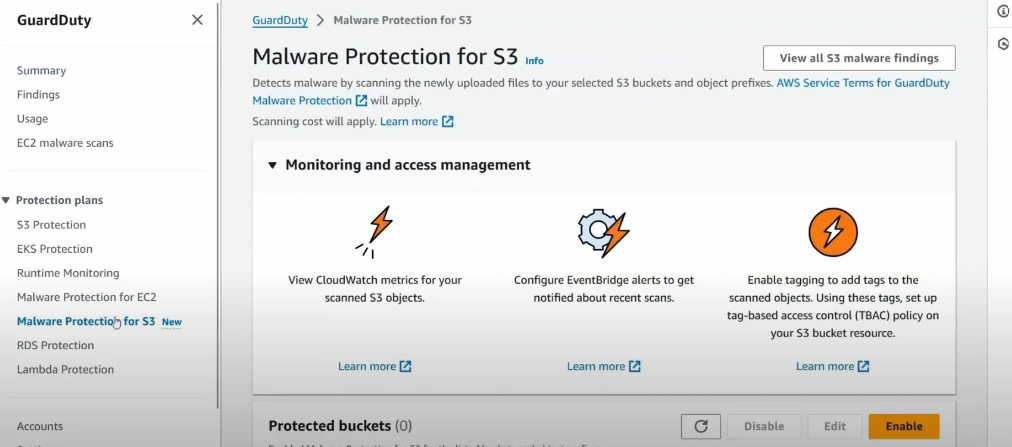 GuardDuty
Summary
Findings
Usage
EC2 malware scans
Protection plans
S3 Protection
EKS Protection
Runtime Monitoring
Malware Protection for EC2
Malware Protection for S3 New
RDS Protection
Lambda Protection
Accounts
GuardDuty > Malware Protection for S3
Malware Protection for S3 Info
View all S3 malware findings
Detects malware by scanning the newly uploaded files to your selected S3 buckets and object prefixes. AWS Service Terms for GuardDuty
Malware Protection will apply.
Scanning cost will apply. Learn more
Monitoring and access management
View CloudWatch metrics for your
scanned S3 objects.
Learn more
Configure EventBridge alerts to get
notified about recent scans.
Learn more
Enable tagging to add tags to the
scanned objects. Using these tags, set up
tag-based access control (TBAC) policy on
your S3 bucket resource.
Learn more
Protected buckets (0)
Disable
Edit
Enable